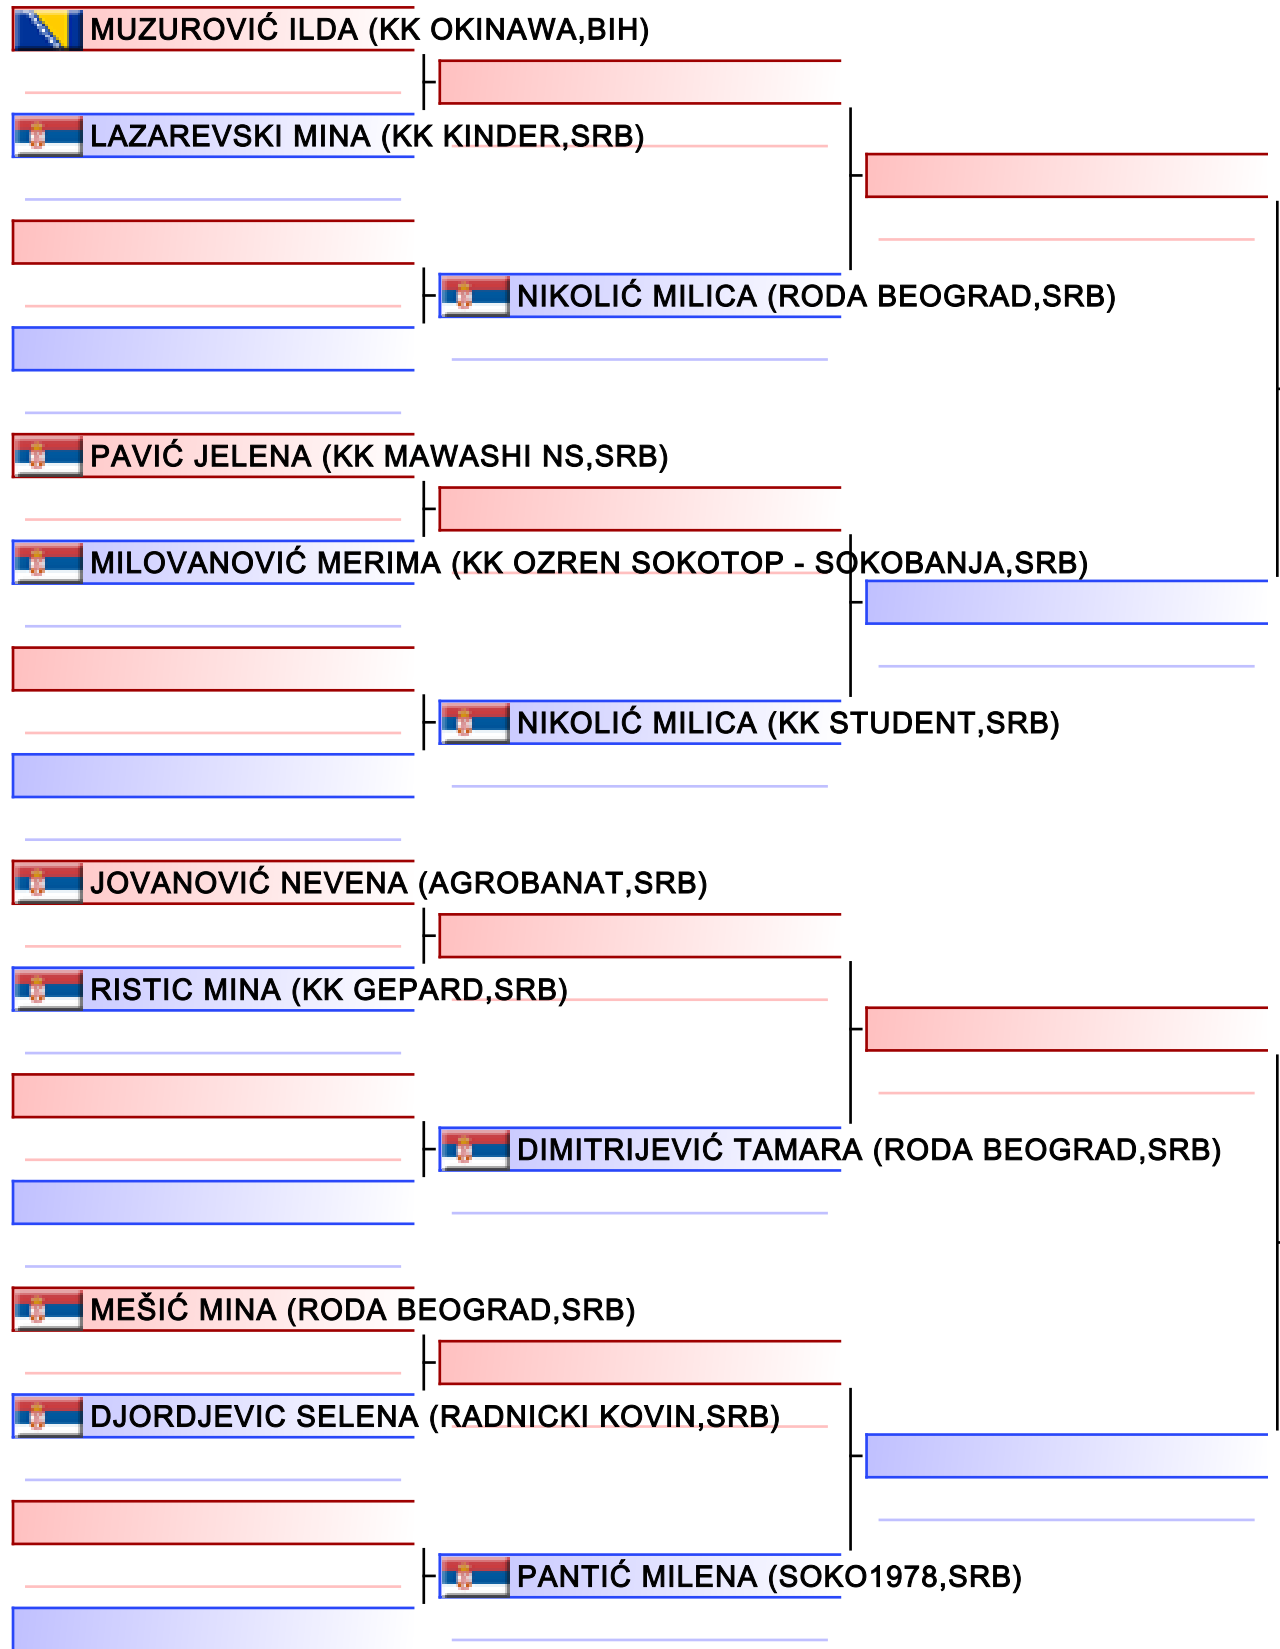 MUZUROVIĆ ILDA (KK OKINAWA,BIH)
LAZAREVSKI MINA (KK KINDER,SRB)
NIKOLIĆ MILICA (RODA BEOGRAD,SRB)
PAVIĆ JELENA (KK MAWASHI NS,SRB)
MILOVANOVIĆ MERIMA (KK OZREN SOKOTOP - SOKOBANJA,SRB)
NIKOLIĆ MILICA (KK STUDENT,SRB)
JOVANOVIĆ NEVENA (AGROBANAT,SRB)
RISTIC MINA (KK GEPARD,SRB)
DIMITRIJEVIĆ TAMARA (RODA BEOGRAD,SRB)
MEŠIĆ MINA (RODA BEOGRAD,SRB)
DJORDJEVIC SELENA (RADNICKI KOVIN,SRB)
PANTIĆ MILENA (SOKO1978,SRB)